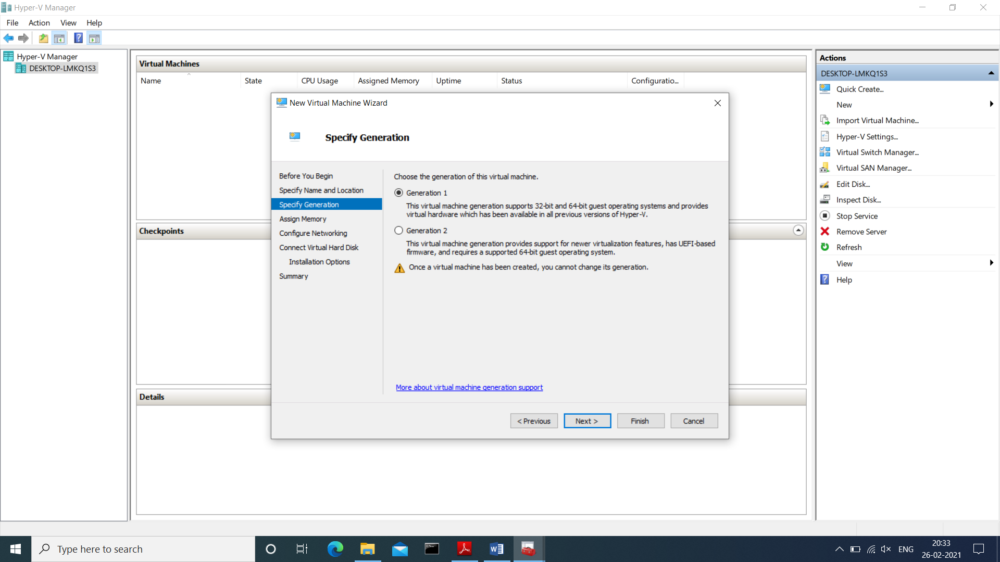 Hyper-V Manager
File Action View Help
Hyper-V Manager
DESKTOP-LMKQ1S3
Virtual Machines
Name State CPU Usage Assigned Memory Uptime Status Configuratio...
New Virtual Machine Wizard
Specify Generation
Before You Begin
Specify Name and Location
Specify Generation
Assign Memory
Configure Networking
Connect Virtual Hard Disk
Installation Options
Summary
Choose the generation of this virtual machine.
Generation 1
This virtual machine generation supports 32-bit and 64-bit guest operating systems and provides
virtual hardware which has been available in all previous versions of Hyper-V.
Generation 2
This virtual machine generation provides support for newer virtualization features, has UEFI-based
firmware, and requires a supported 64-bit guest operating system.
Once a virtual machine has been created, you cannot change its generation.
More about virtual machine generation support
< Previous Next > Finish Cancel
Checkpoints
Details
Actions
DESKTOP-LMKQ1S3
Quick Create...
New
Import Virtual Machine...
Hyper-V Settings...
Virtual Switch Manager...
Virtual SAN Manager...
Edit Disk...
Inspect Disk...
Stop Service
Remove Server
Refresh
View
Help
Type here to search
ENG
20:33
26-02-2021